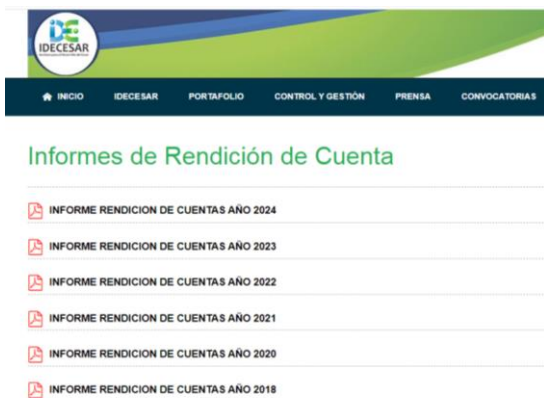 IDECESAR
INICIO IDECESAR PORTAFOLIO CONTROL Y GESTIÓN PRENSA CONVOCATORIAS
Informes de Rendición de Cuenta
INFORME RENDICION DE CUENTAS AÑO 2024
INFORME RENDICION DE CUENTAS AÑO 2023
INFORME RENDICION DE CUENTAS AÑO 2022
INFORME RENDICION DE CUENTAS AÑO 2021
INFORME RENDICION DE CUENTAS AÑO 2020
INFORME RENDICION DE CUENTAS AÑO 2018